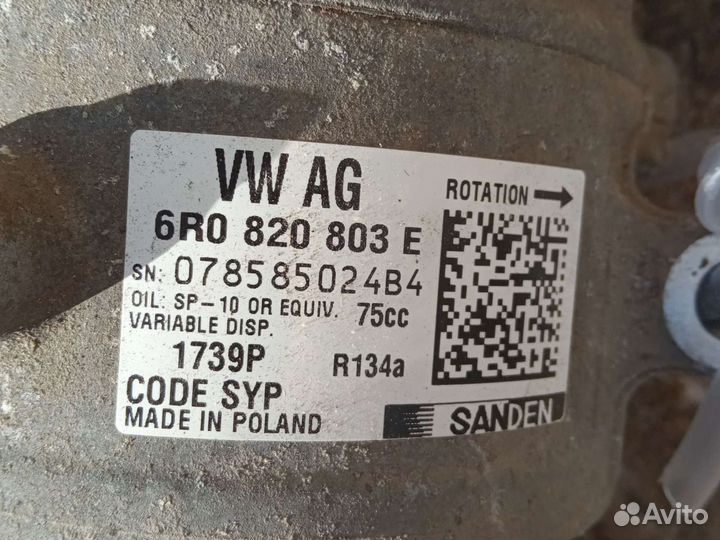 VW AG
ROTATION
6R0 820 803 E
SN: 078585024B4
OIL: SP-10 OR EQUIV. 75cc
VARIABLE DISP.
1739P R134a
CODE SYP
MADE IN POLAND
SANDEN
Avito